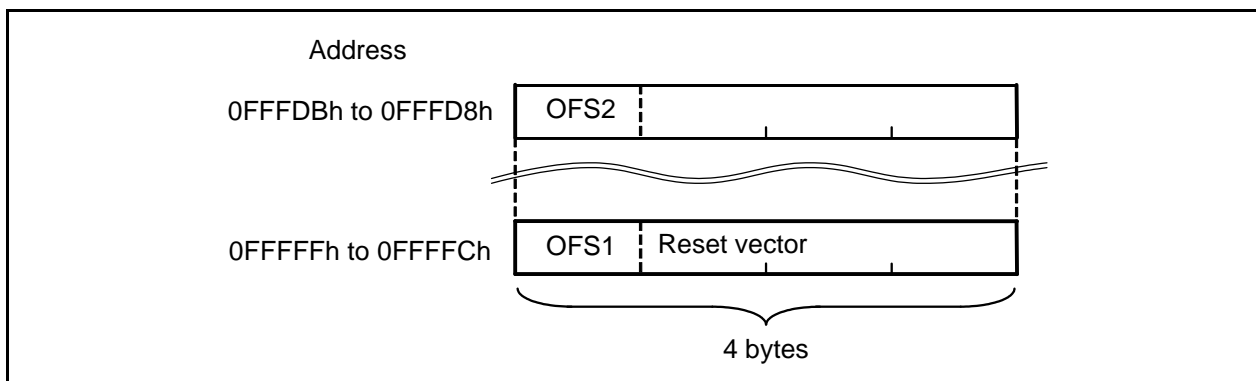 Address
0FFFDBh to 0FFFD8h
OFS2
0FFFFFh to 0FFFFCh
OFS1
Reset vector
4 bytes